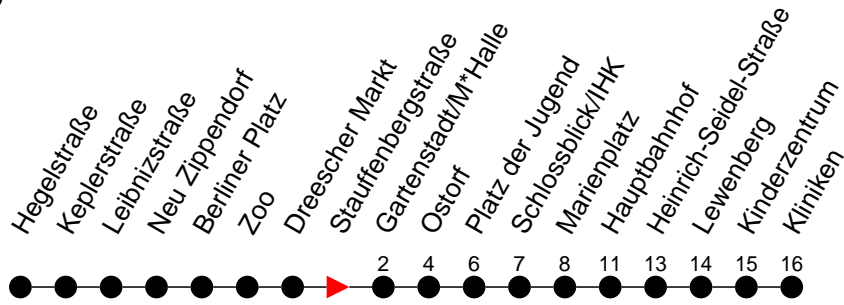 Hegelstraße
Keplerstraße
Leibnizstraße
Neu Zippendorf
Berliner Platz
Zoo
Dreescher Markt
Stauffenbergstraße
Gartenstadt/M*Halle
Ostorf
Platz der Jugend
Schlossblick/IHK
Marienplatz
Hauptbahnhof
Heinrich-Seidel-Straße
Lewenberg
Kinderzentrum
Kliniken
2 4 6 7 8 11 13 14 15 16